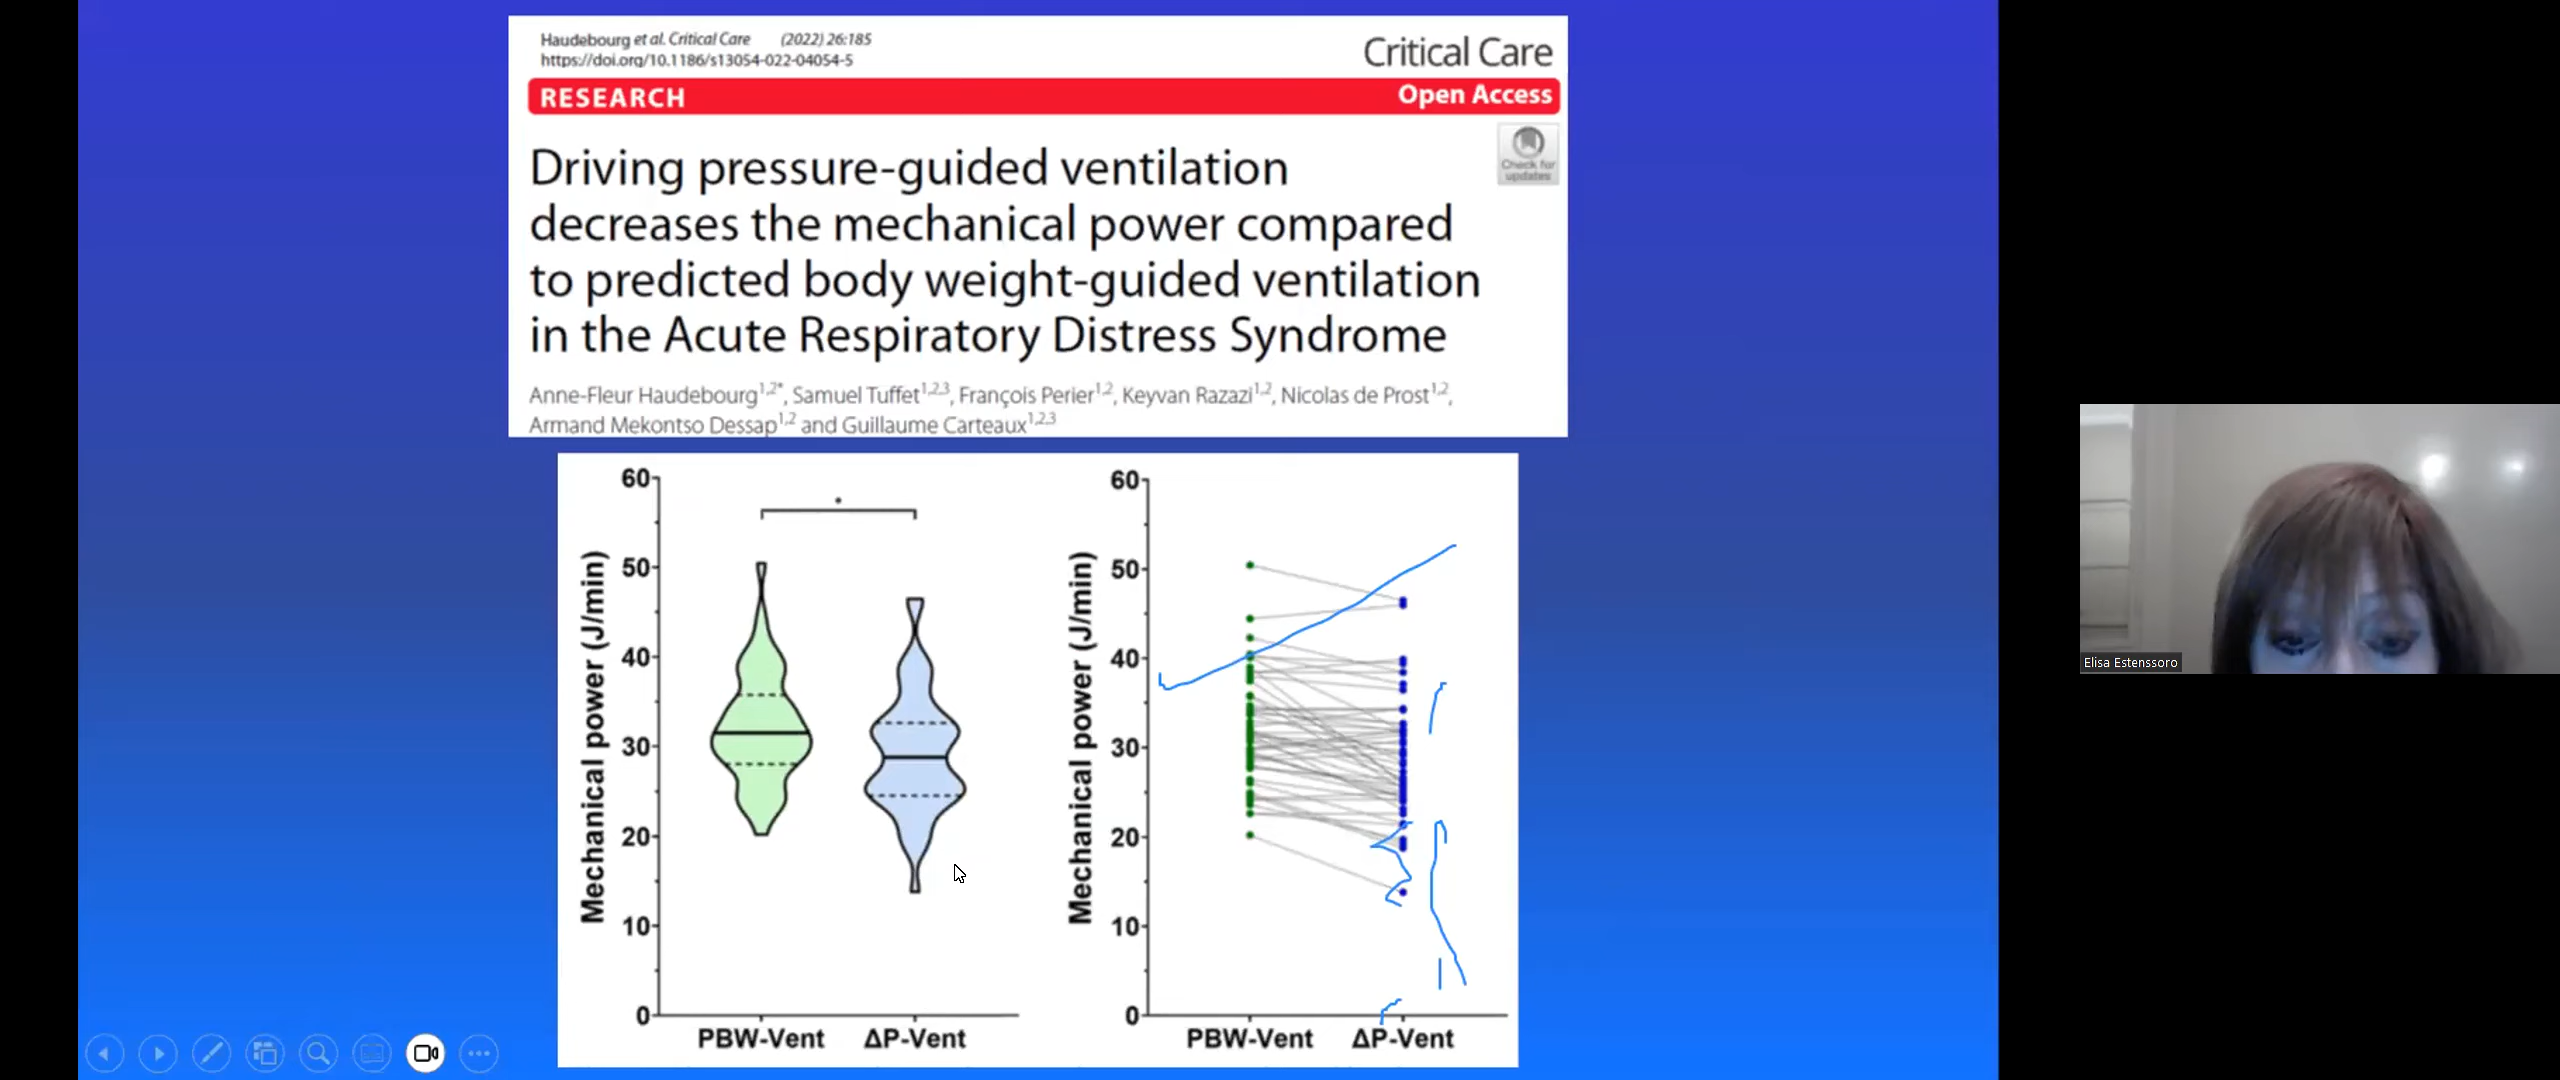 Haudebourg et al. Critical Care (2022) 26:185
https://doi.org/10.1186/s13054-022-04054-5
Critical Care
RESEARCH
Open Access
Check for
updates
Driving pressure-guided ventilation
decreases the mechanical power compared
to predicted body weight-guided ventilation
in the Acute Respiratory Distress Syndrome
Anne-Fleur Haudebourg1,2*, Samuel Tuffet1,2,3, François Perier1,2, Keyvan Razazi1,2, Nicolas de Prost1,2,
Armand Mekontso Dessap1,2 and Guillaume Carteaux1,2,3
Mechanical power (J/min)
60
50
40
30
20
10
0
*
PBW-Vent ΔP-Vent
Mechanical power (J/min)
60
50
40
30
20
10
0
PBW-Vent ΔP-Vent
Elisa Estenssoro